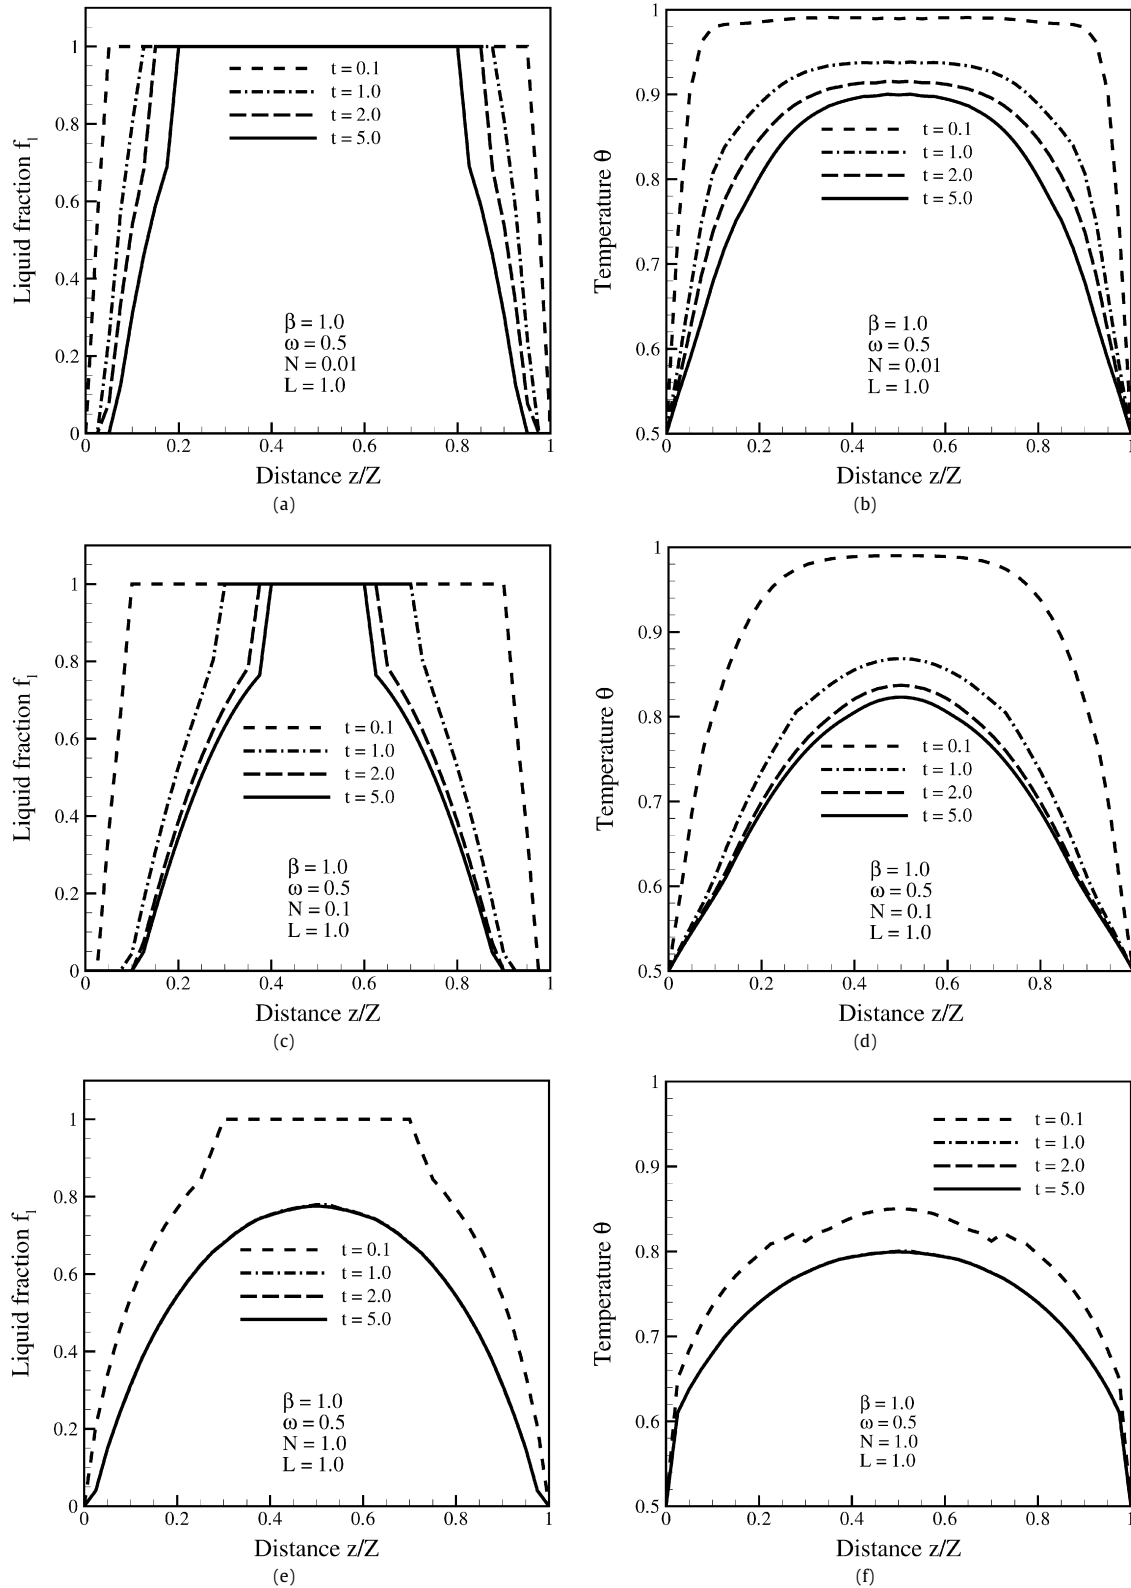 Liquid fraction f_l
1
0.8
0.6
0.4
0.2
0
t = 0.1
t = 1.0
t = 2.0
t = 5.0
β = 1.0
ω = 0.5
N = 0.01
L = 1.0
0 0.2 0.4 0.6 0.8 1
Distance z/Z
(a)
Temperature θ
1
0.9
0.8
0.7
0.6
0.5
t = 0.1
t = 1.0
t = 2.0
t = 5.0
β = 1.0
ω = 0.5
N = 0.01
L = 1.0
0 0.2 0.4 0.6 0.8 1
Distance z/Z
(b)
Liquid fraction f_l
1
0.8
0.6
0.4
0.2
0
t = 0.1
t = 1.0
t = 2.0
t = 5.0
β = 1.0
ω = 0.5
N = 0.1
L = 1.0
0 0.2 0.4 0.6 0.8 1
Distance z/Z
(c)
Temperature θ
1
0.9
0.8
0.7
0.6
0.5
t = 0.1
t = 1.0
t = 2.0
t = 5.0
β = 1.0
ω = 0.5
N = 0.1
L = 1.0
0 0.2 0.4 0.6 0.8 1
Distance z/Z
(d)
Liquid fraction f_l
1
0.8
0.6
0.4
0.2
0
t = 0.1
t = 1.0
t = 2.0
t = 5.0
β = 1.0
ω = 0.5
N = 1.0
L = 1.0
0 0.2 0.4 0.6 0.8 1
Distance z/Z
(e)
Temperature θ
1
0.9
0.8
0.7
0.6
0.5
t = 0.1
t = 1.0
t = 2.0
t = 5.0
β = 1.0
ω = 0.5
N = 1.0
L = 1.0
0 0.2 0.4 0.6 0.8 1
Distance z/Z
(f)